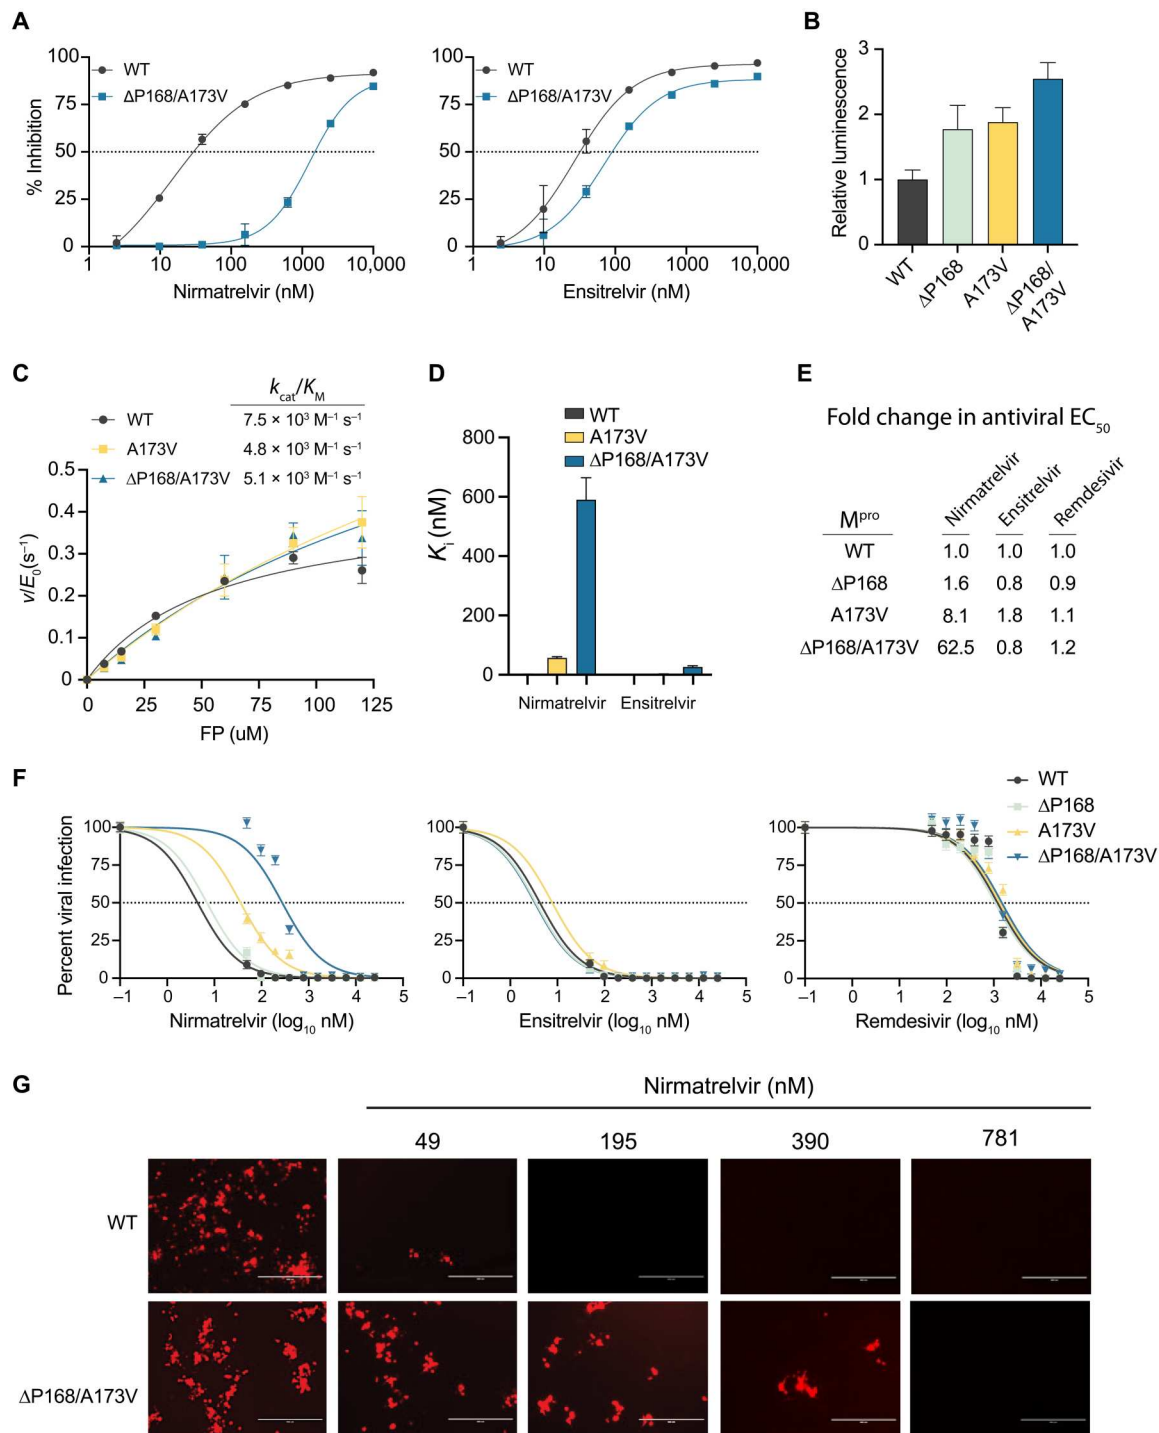 A
% Inhibition
100
75
50
25
0
WT
ΔP168/A173V
1 10 100 1000 10,000
Nirmatrelvir (nM)
100
75
50
25
0
WT
ΔP168/A173V
1 10 100 1000 10,000
Ensitrelvir (nM)
B
Relative luminescence
3
2
1
0
WT
ΔP168
A173V
ΔP168/
A173V
C
kcat/KM
WT 7.5 × 10³ M⁻¹ s⁻¹
A173V 4.8 × 10³ M⁻¹ s⁻¹
ΔP168/A173V 5.1 × 10³ M⁻¹ s⁻¹
v/E₀(s⁻¹)
0.5
0.4
0.3
0.2
0.1
0
0 25 50 75 100 125
FP (uM)
D
WT
A173V
ΔP168/A173V
Kᵢ (nM)
800
600
400
200
0
Nirmatrelvir Ensitrelvir
E
Fold change in antiviral EC₅₀
Mᵖʳᵒ Nirmatrelvir Ensitrelvir Remdesivir
WT 1.0 1.0 1.0
ΔP168 1.6 0.8 0.9
A173V 8.1 1.8 1.1
ΔP168/A173V 62.5 0.8 1.2
F
WT
ΔP168
A173V
ΔP168/A173V
Percent viral infection
100
75
50
25
0
−1 0 1 2 3 4 5
Nirmatrelvir (log₁₀ nM)
100
75
50
25
0
−1 0 1 2 3 4 5
Ensitrelvir (log₁₀ nM)
100
75
50
25
0
−1 0 1 2 3 4 5
Remdesivir (log₁₀ nM)
G
Nirmatrelvir (nM)
49 195 390 781
WT
ΔP168/A173V